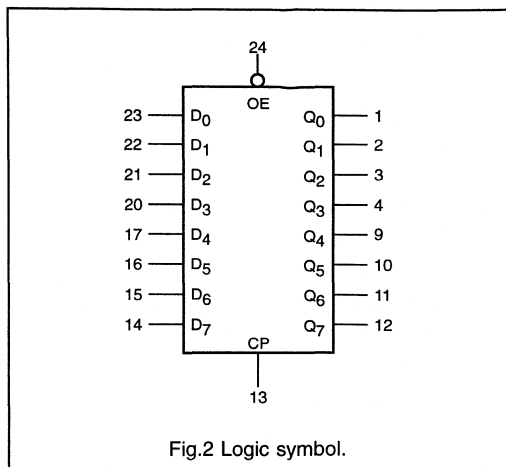 24
OE
23 D0 Q0 1
22 D1 Q1 2
21 D2 Q2 3
20 D3 Q3 4
17 D4 Q4 9
16 D5 Q5 10
15 D6 Q6 11
14 D7 Q7 12
CP
13
Fig.2 Logic symbol.